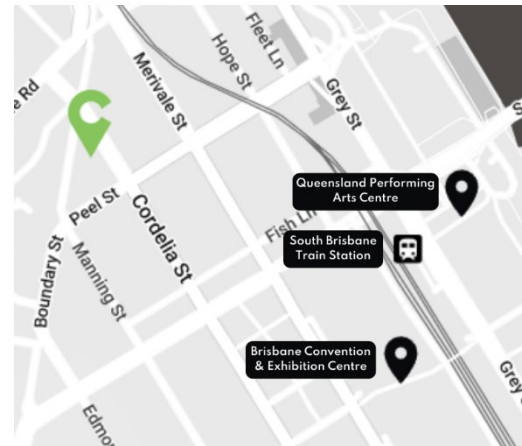 Fleet Ln
Hope St
Merivale St
Grey St
e Rd
S
Queensland Performing
Arts Centre
Peel St
Cordelia St
Fish Ln
South Brisbane
Train Station
Boundary St
Manning St
Brisbane Convention
& Exhibition Centre
Grey St
Edmo